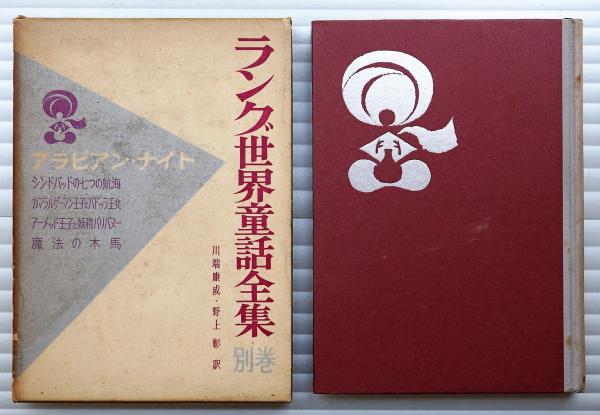 ラング世界童話全集
別巻
川端康成・野上 彰 訳
アラビアン・ナイト
シンドバッドの七つの航海
カマラルザーマン王子とバドゥラ王女
アーメッド王子と妖精パリバヌー
魔法の木馬